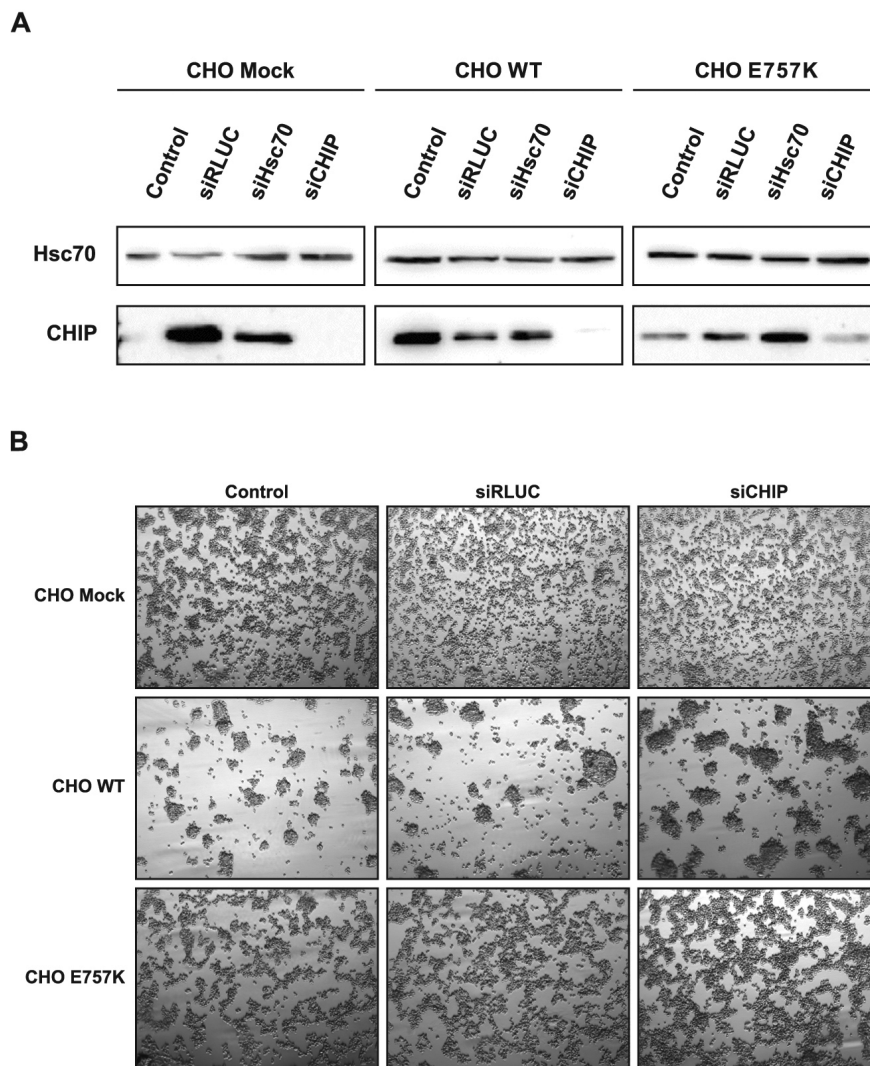 A
CHO Mock CHO WT CHO E757K
Control siRLUC siHsc70 siCHIP Control siRLUC siHsc70 siCHIP Control siRLUC siHsc70 siCHIP
Hsc70
CHIP
B
Control siRLUC siCHIP
CHO Mock
CHO WT
CHO E757K